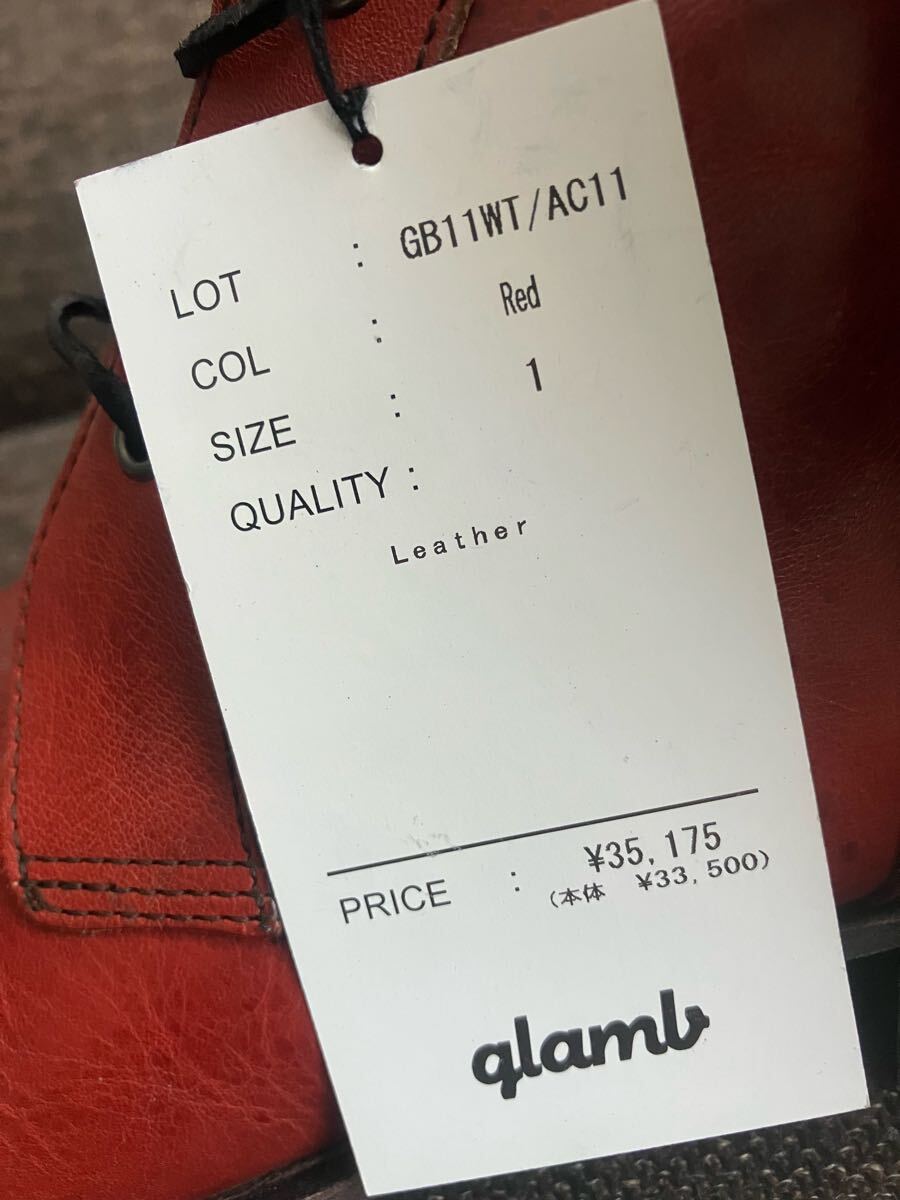 LOT : GB11WT/AC11
COL : Red
SIZE : 1
QUALITY :
Leather
PRICE : ¥35,175
(本体 ¥33,500)
glamb